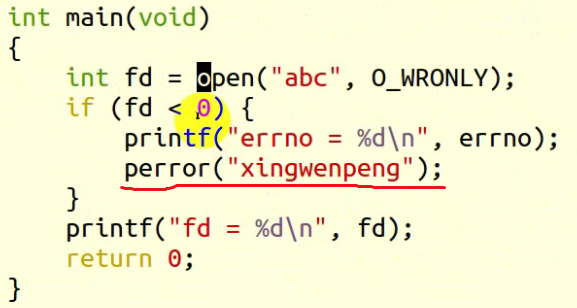 int main(void)
{
    int fd = open("abc", O_WRONLY);
    if (fd < 0) {
        printf("errno = %d\n", errno);
        perror("xingwenpeng");
    }
    printf("fd = %d\n", fd);
    return 0;
}